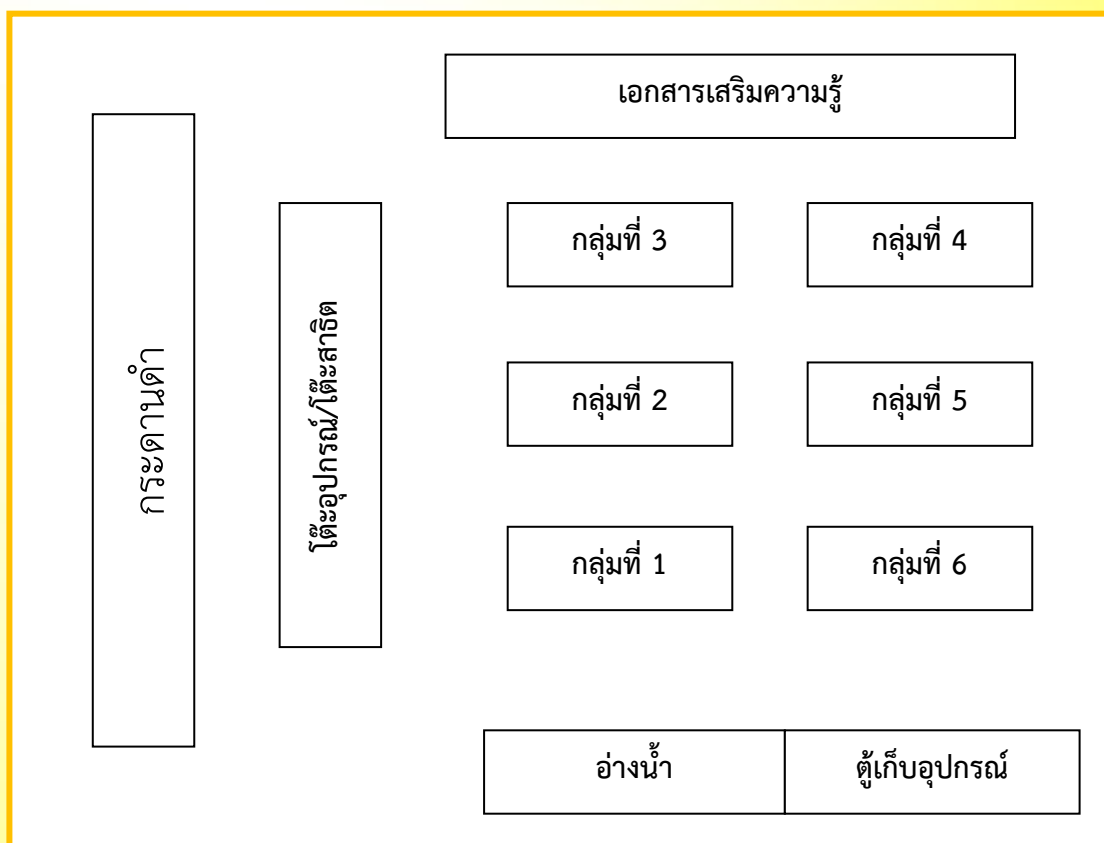 เอกสารเสริมความรู้
กระดานดำ
โต๊ะอุปกรณ์/โต๊ะสาธิต
กลุ่มที่ 3
กลุ่มที่ 4
กลุ่มที่ 2
กลุ่มที่ 5
กลุ่มที่ 1
กลุ่มที่ 6
อ่างน้ำ
ตู้เก็บอุปกรณ์